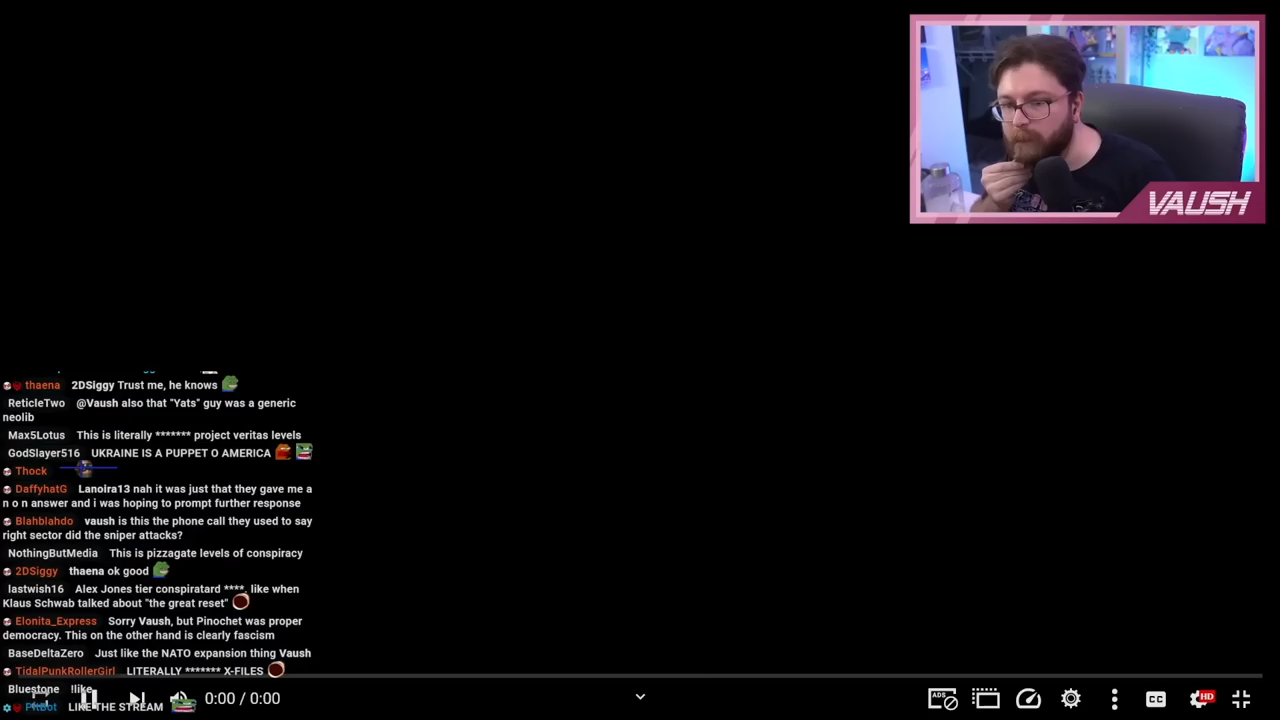 VAUSH
thaena 2DSiggy Trust me, he knows
ReticleTwo @Vaush also that "Yats" guy was a generic
neolib
Max5Lotus This is literally ******* project veritas levels
GodSlayer516 UKRAINE IS A PUPPET O AMERICA
Thock
DaffyhatG Lanoira13 nah it was just that they gave me a
n o n answer and i was hoping to prompt further response
Blahblahdo vaush is this the phone call they used to say
right sector did the sniper attacks?
NothingButMedia This is pizzagate levels of conspiracy
2DSiggy thaena ok good
lastwish16 Alex Jones tier conspiratard ****, like when
Klaus Schwab talked about "the great reset"
Elonita_Express Sorry Vaush, but Pinochet was proper
democracy. This on the other hand is clearly fascism
BaseDeltaZero Just like the NATO expansion thing Vaush
TidalPunkRollerGirl LITERALLY ******* X-FILES
Bluestone !like
PhtBot LIKE THE STREAM
0:00 / 0:00
ADS
CC
HD